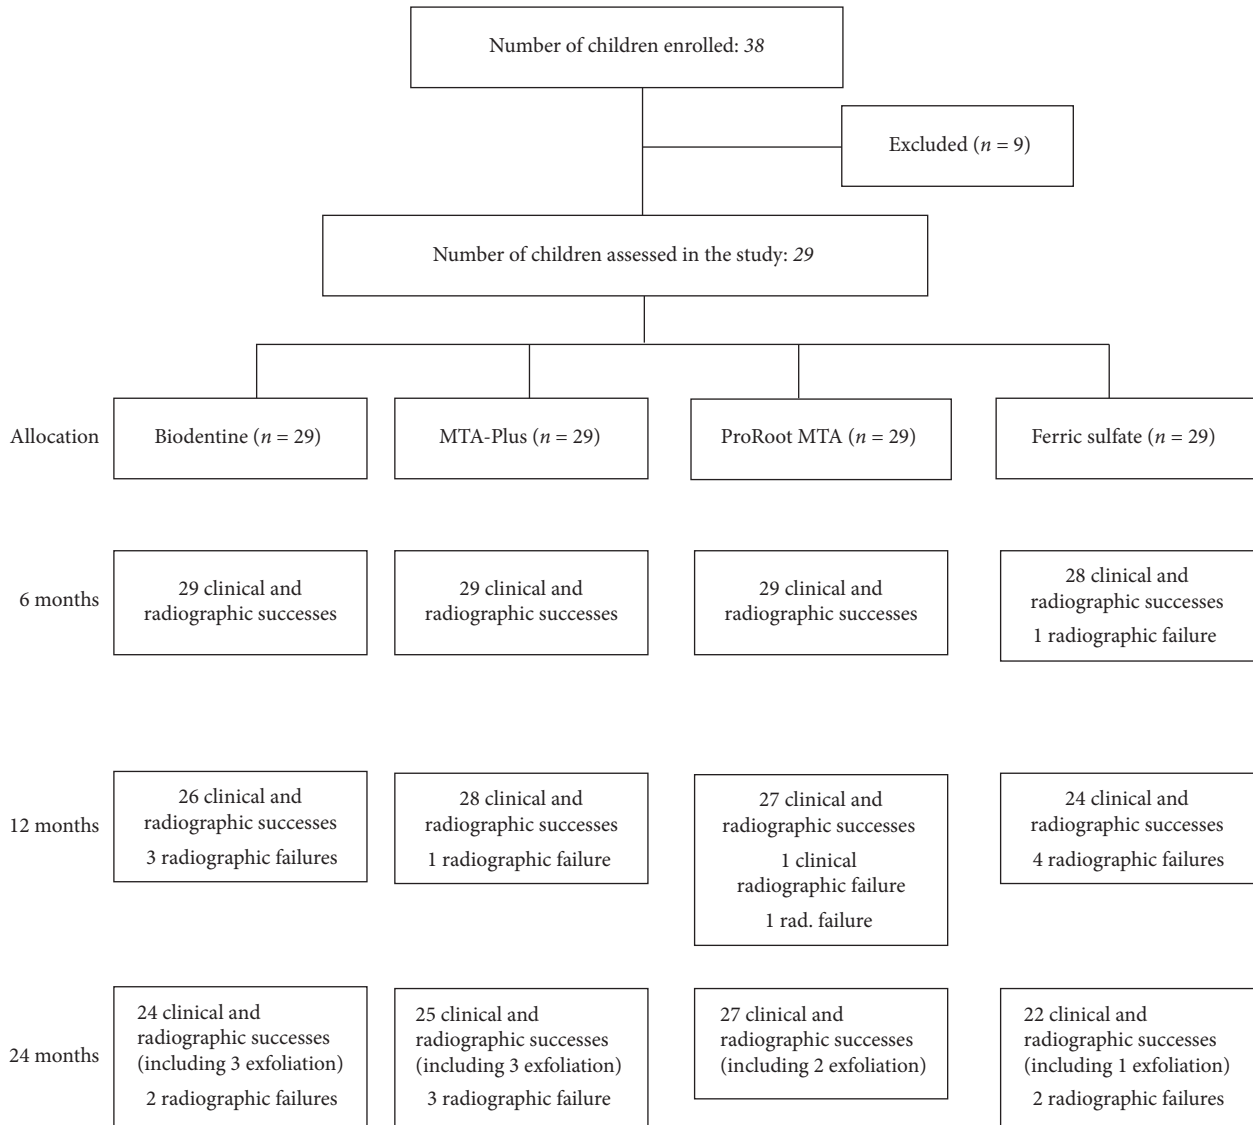 Number of children enrolled: 38
Excluded (n = 9)
Number of children assessed in the study: 29
Allocation
Biodentine (n = 29)
MTA-Plus (n = 29)
ProRoot MTA (n = 29)
Ferric sulfate (n = 29)
6 months
29 clinical and
radiographic successes
29 clinical and
radiographic successes
29 clinical and
radiographic successes
28 clinical and
radiographic successes
1 radiographic failure
12 months
26 clinical and
radiographic successes
3 radiographic failures
28 clinical and
radiographic successes
1 radiographic failure
27 clinical and
radiographic successes
1 clinical
radiographic failure
1 rad. failure
24 clinical and
radiographic successes
4 radiographic failures
24 months
24 clinical and
radiographic successes
(including 3 exfoliation)
2 radiographic failures
25 clinical and
radiographic successes
(including 3 exfoliation)
3 radiographic failure
27 clinical and
radiographic successes
(including 2 exfoliation)
22 clinical and
radiographic successes
(including 1 exfoliation)
2 radiographic failures